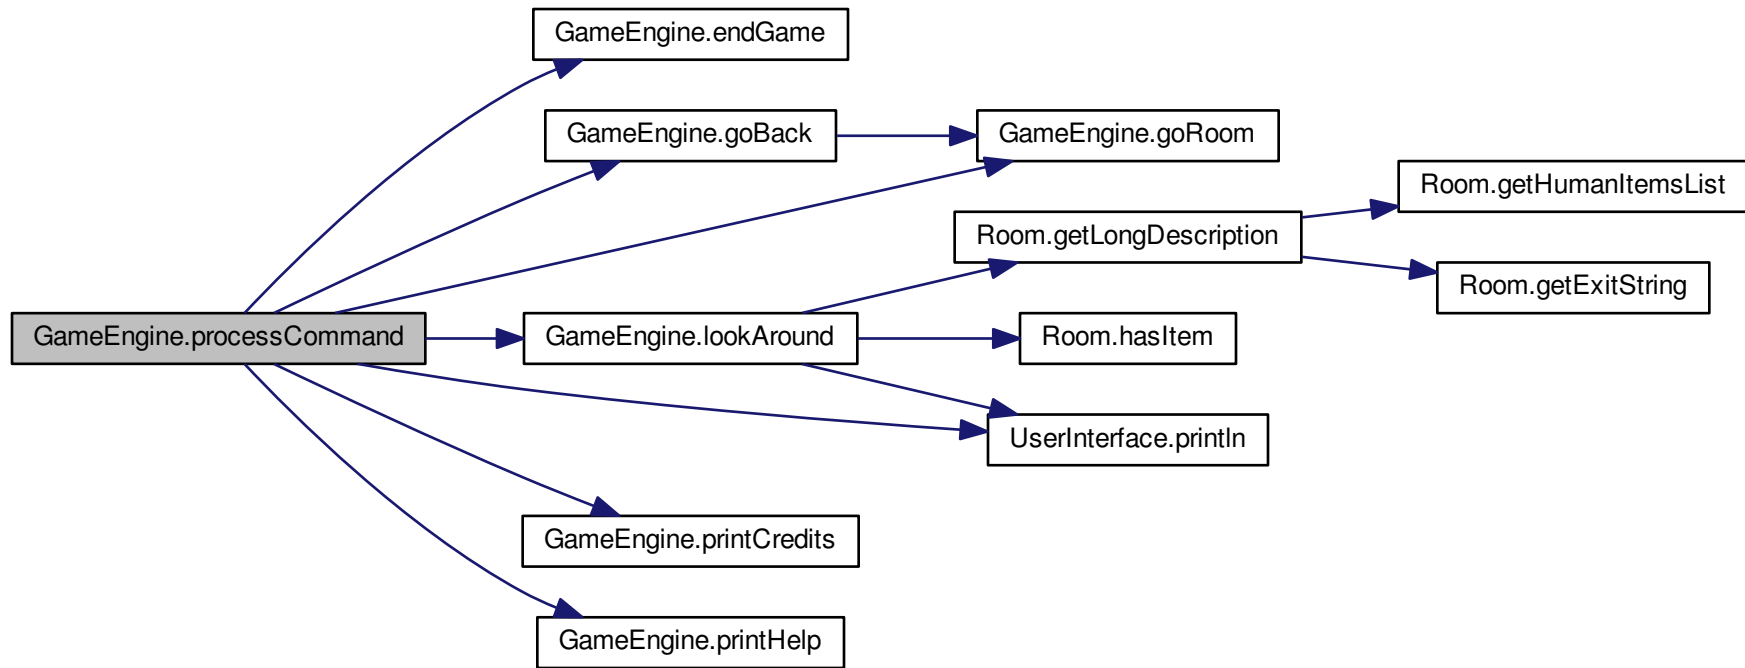 GameEngine.endGame
GameEngine.goBack
GameEngine.goRoom
Room.getHumanItemsList
Room.getLongDescription
Room.getExitString
GameEngine.processCommand
GameEngine.lookAround
Room.hasItem
UserInterface.println
GameEngine.printCredits
GameEngine.printHelp